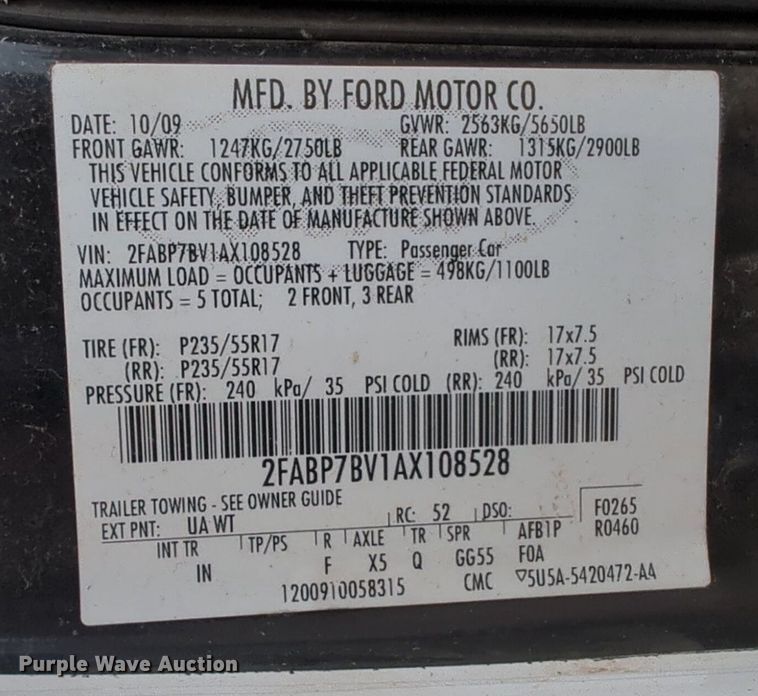 MFD. BY FORD MOTOR CO.
DATE: 10/09 GVWR: 2563KG/5650LB
FRONT GAWR: 1247KG/2750LB REAR GAWR: 1315KG/2900LB
THIS VEHICLE CONFORMS TO ALL APPLICABLE FEDERAL MOTOR
VEHICLE SAFETY, BUMPER, AND THEFT PREVENTION STANDARDS
IN EFFECT ON THE DATE OF MANUFACTURE SHOWN ABOVE.
VIN: 2FABP7BV1AX108528 TYPE: Passenger Car
MAXIMUM LOAD = OCCUPANTS + LUGGAGE = 498KG/1100LB
OCCUPANTS = 5 TOTAL; 2 FRONT, 3 REAR
TIRE (FR): P235/55R17 RIMS (FR): 17x7.5
(RR): P235/55R17 (RR): 17x7.5
PRESSURE (FR): 240 kPa/ 35 PSI COLD (RR): 240 kPa/ 35 PSI COLD
2FABP7BV1AX108528
TRAILER TOWING - SEE OWNER GUIDE
EXT PNT: UA WT RC: 52 DSO: F0265
INT TR TP/PS R AXLE TR SPR AFB1P R0460
IN F X5 Q GG55 FOA
1200910058315 CMC ▽5U5A-5420472-AA
Purple Wave Auction